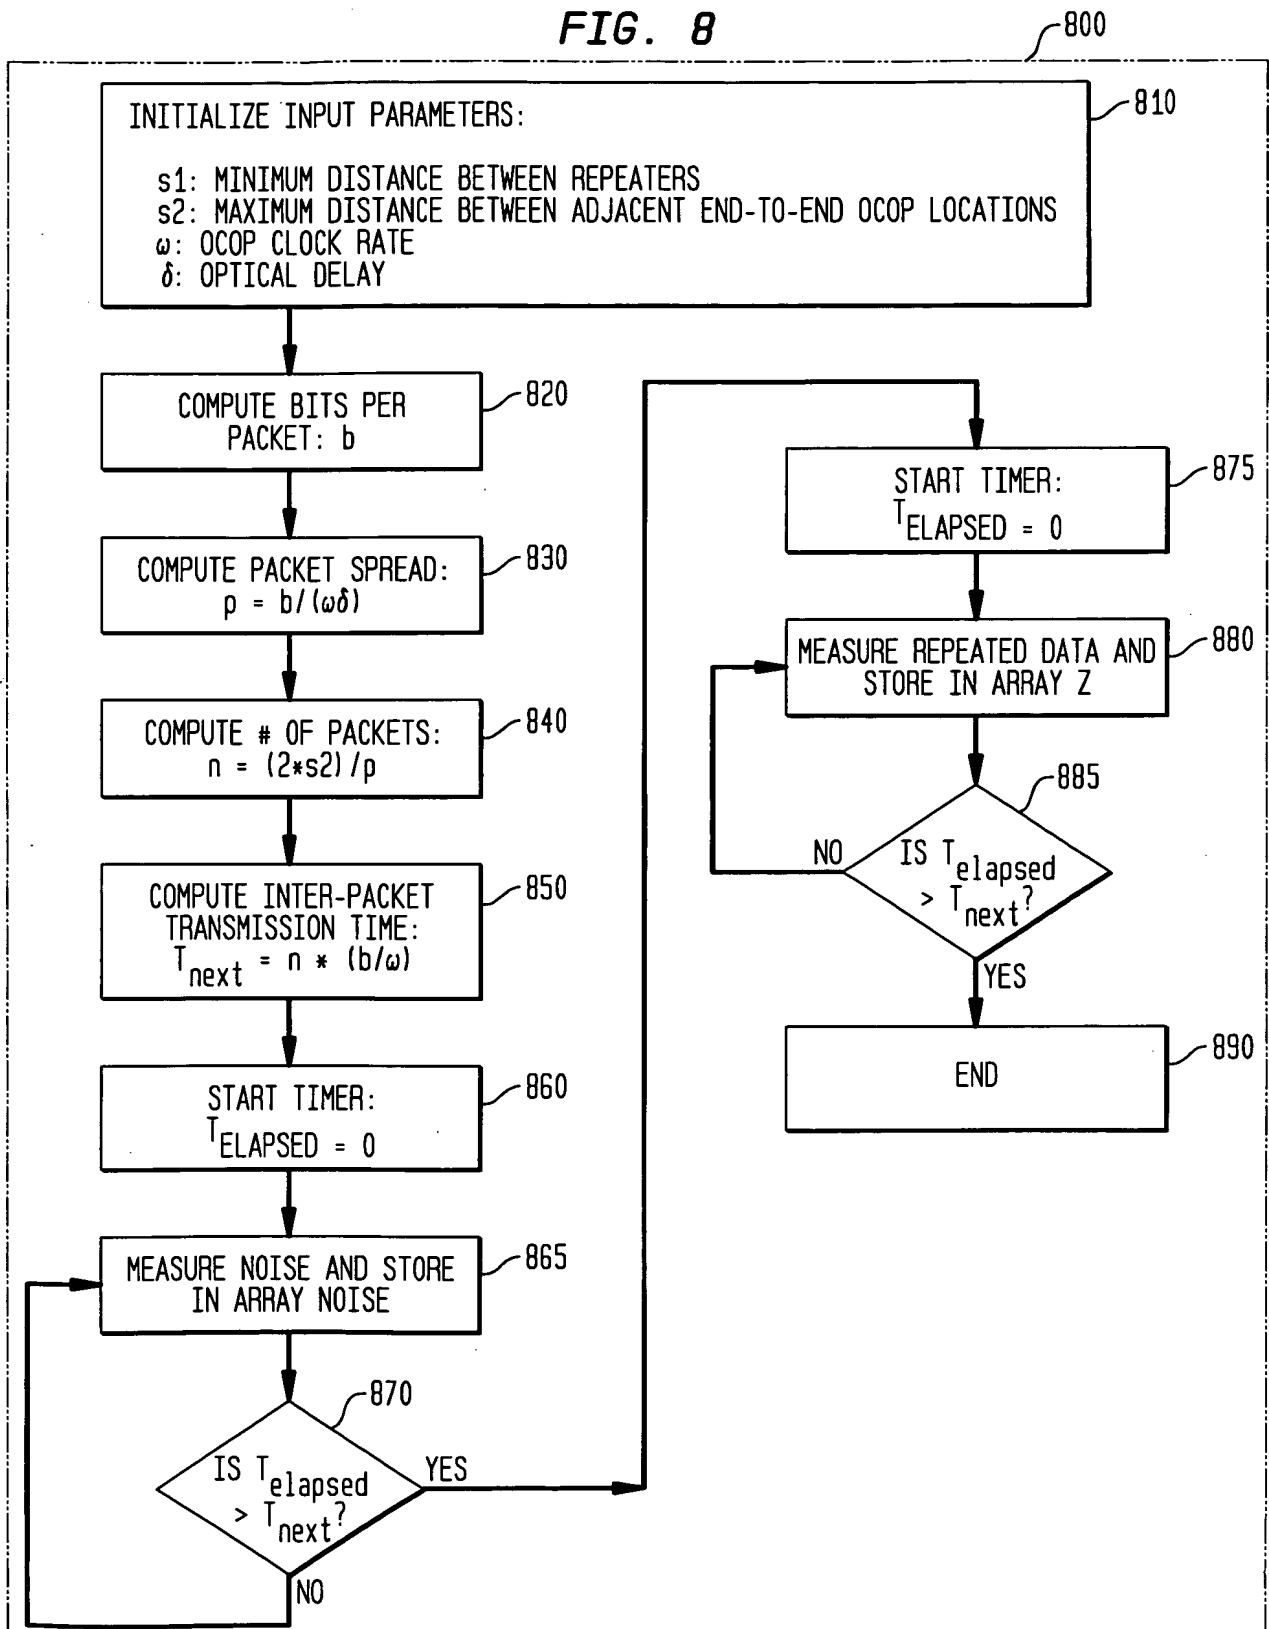 FIG. 8
800
INITIALIZE INPUT PARAMETERS:
s1: MINIMUM DISTANCE BETWEEN REPEATERS
s2: MAXIMUM DISTANCE BETWEEN ADJACENT END-TO-END OCOP LOCATIONS
ω: OCOP CLOCK RATE
δ: OPTICAL DELAY
810
COMPUTE BITS PER
PACKET: b
820
COMPUTE PACKET SPREAD:
p = b/(ωδ)
830
COMPUTE # OF PACKETS:
n = (2*s2)/p
840
COMPUTE INTER-PACKET
TRANSMISSION TIME:
Tnext = n * (b/ω)
850
START TIMER:
TELAPSED = 0
860
MEASURE NOISE AND STORE
IN ARRAY NOISE
865
870
IS Telapsed
> Tnext?
YES
NO
START TIMER:
TELAPSED = 0
875
MEASURE REPEATED DATA AND
STORE IN ARRAY Z
880
885
IS Telapsed
> Tnext?
NO
YES
END
890